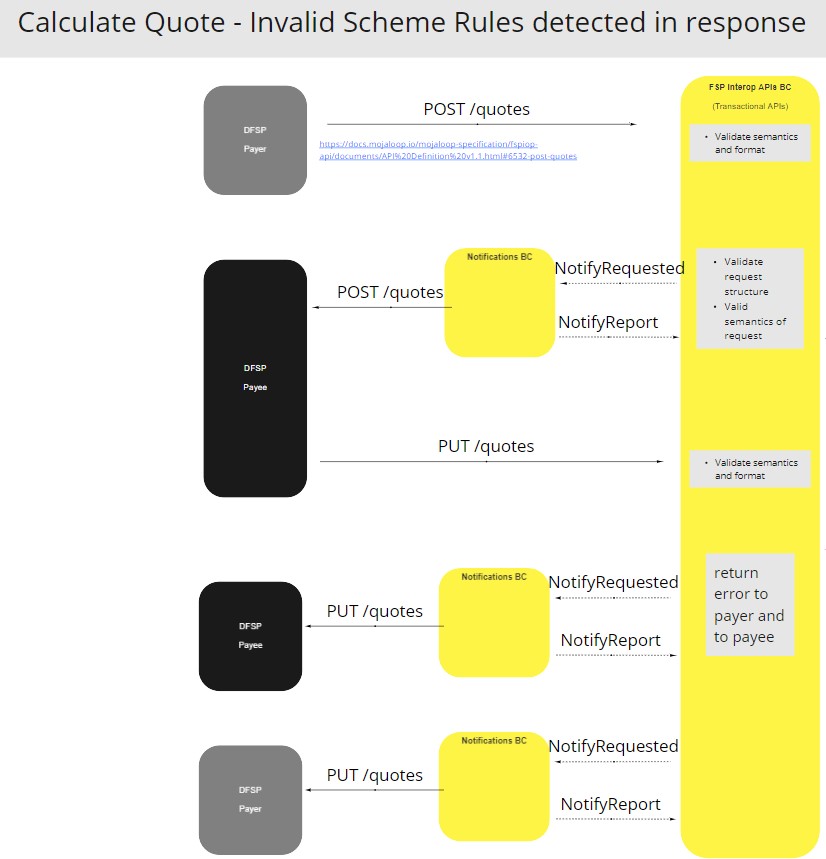 Calculate Quote - Invalid Scheme Rules detected in response
FSP Interop APIs BC
(Transactional APIs)
POST /quotes
DFSP
Payer
https://docs.mojaloop.io/mojaloop-specification/fspiop-
api/documents/API%20Definition%20v1.1.html#6532-post-quotes
• Validate semantics
and format
Notifications BC
NotifyRequested
POST /quotes
NotifyReport
• Validate
request
structure
• Valid
semantics of
request
DFSP
Payee
PUT /quotes
• Validate semantics
and format
Notifications BC
NotifyRequested
PUT /quotes
NotifyReport
DFSP
Payee
return
error to
payer and
to payee
Notifications BC
NotifyRequested
PUT /quotes
NotifyReport
DFSP
Payer